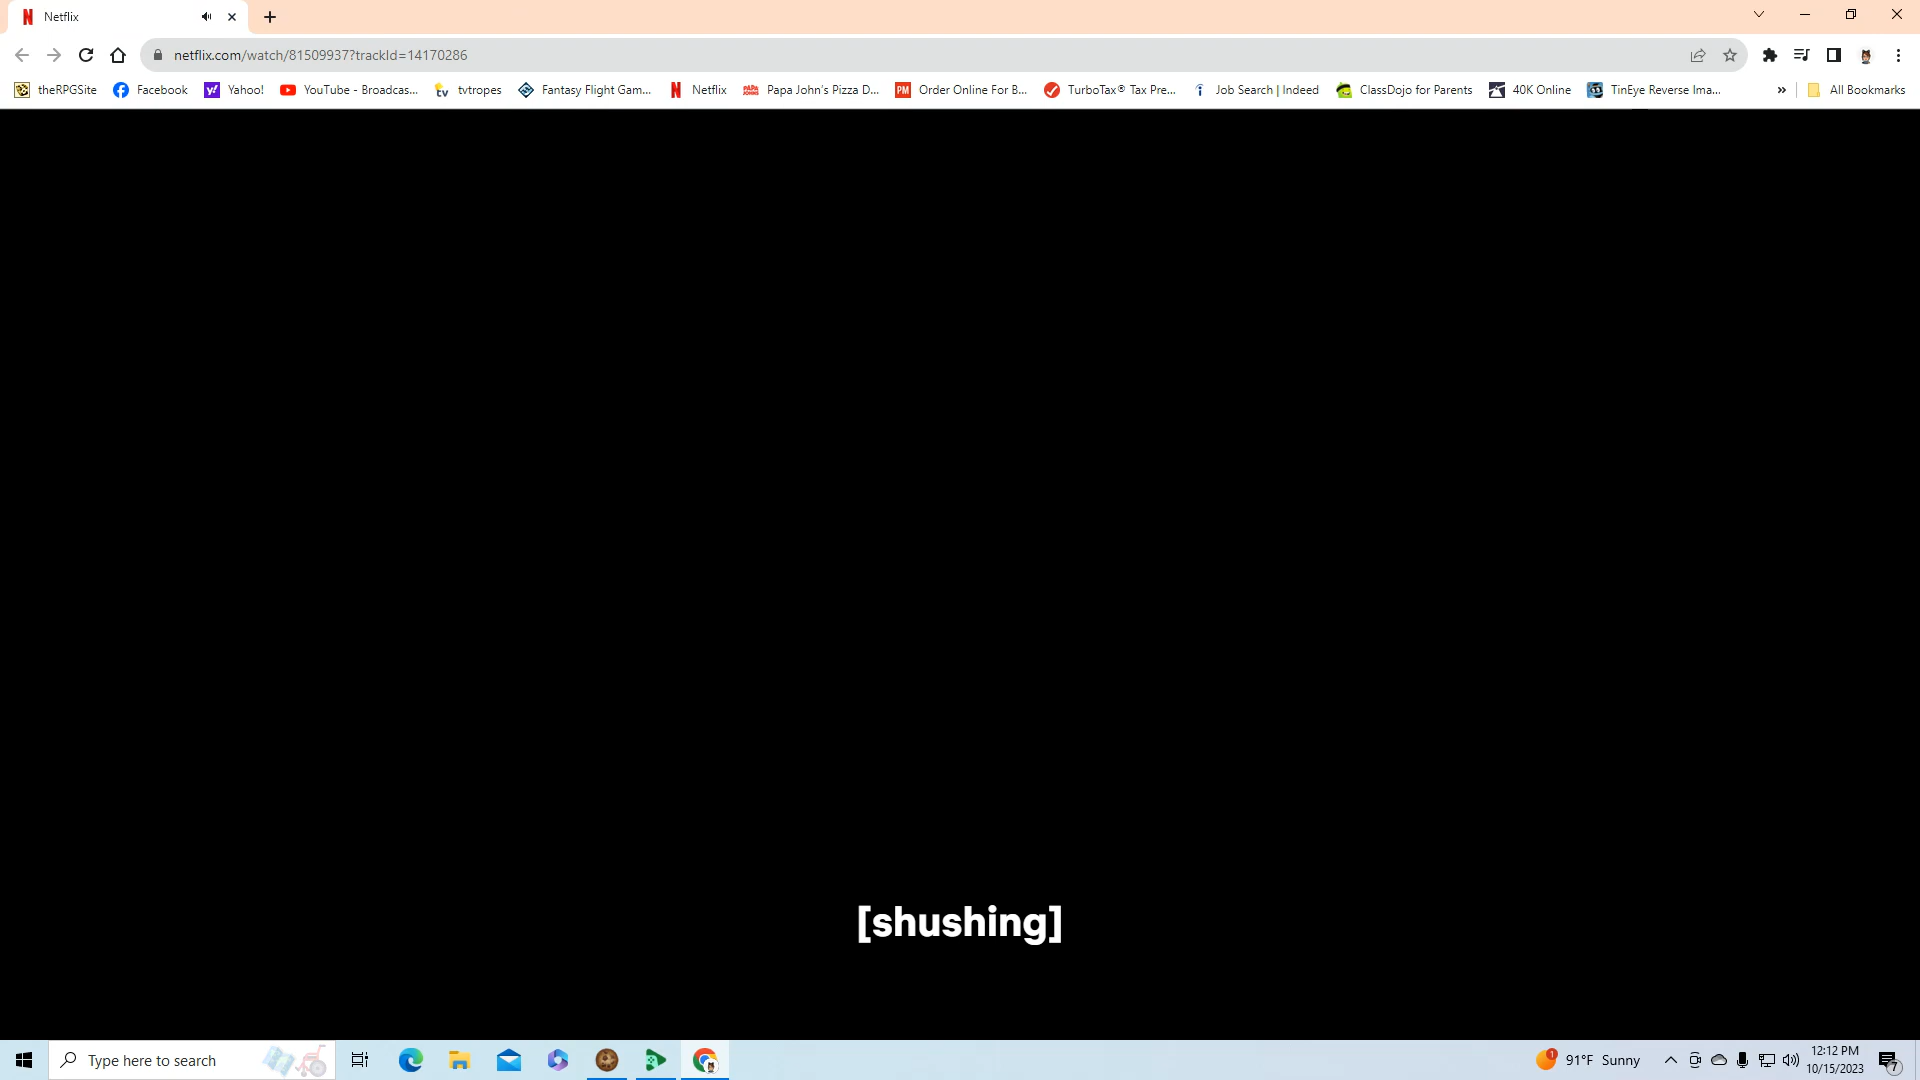 Netflix
netflix.com/watch/81509937?trackId=14170286
theRPGSite Facebook Yahoo! YouTube - Broadcas... tvtropes Fantasy Flight Gam... Netflix Papa John's Pizza D... Order Online For B... TurboTax® Tax Pre... Job Search | Indeed ClassDojo for Parents 40K Online TinEye Reverse Ima... » All Bookmarks
[shushing]
Type here to search
91°F Sunny
12:12 PM
10/15/2023
7